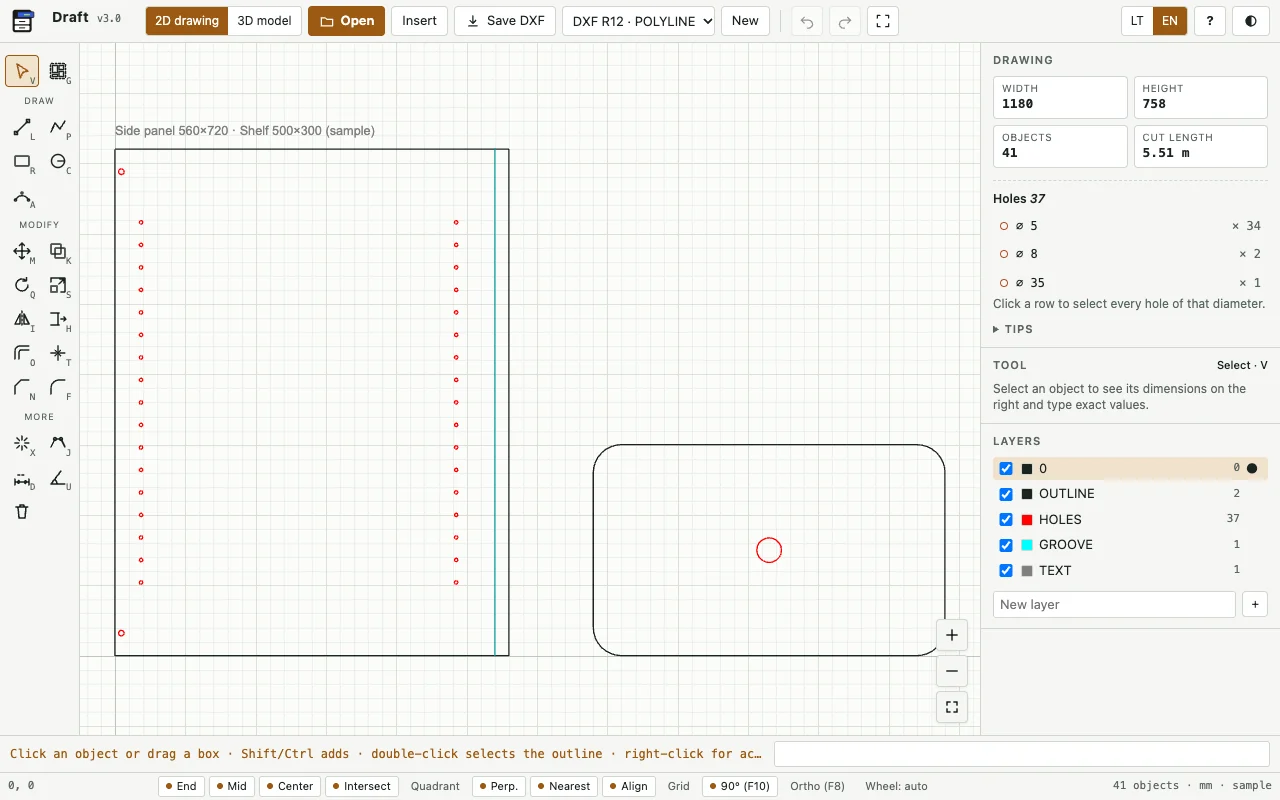 Draft v3.0
2D drawing 3D model Open Insert Save DXF DXF R12 · POLYLINE New
LT EN ?
V G
DRAW
L P
R C
A
MODIFY
M K
Q S
I H
O T
N F
MORE
X J
D U
Side panel 560×720 · Shelf 500×300 (sample)
+
−
DRAWING
WIDTH HEIGHT
1180 758
OBJECTS CUT LENGTH
41 5.51 m
Holes 37
⌀ 5 × 34
⌀ 8 × 2
⌀ 35 × 1
Click a row to select every hole of that diameter.
TIPS
TOOL Select · V
Select an object to see its dimensions on the
right and type exact values.
LAYERS
0 0
OUTLINE 2
HOLES 37
GROOVE 1
TEXT 1
New layer +
Click an object or drag a box · Shift/Ctrl adds · double-click selects the outline · right-click for ac…
0, 0 End Mid Center Intersect Quadrant Perp. Nearest Align Grid 90° (F10) Ortho (F8) Wheel: auto 41 objects · mm · sample